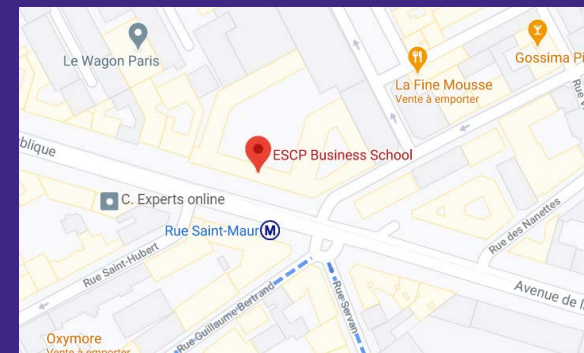 Le Wagon Paris
Gossima Pi
La Fine Mousse
Vente à emporter
ESCP Business School
blique
C. Experts online
Rue Saint-Maur M
Rue Saint-Hubert
Rue des Nanettes
Rue Guillaume Bertrand
Rue Servan
Avenue de l
Oxymore
Vente à emporter
Rue